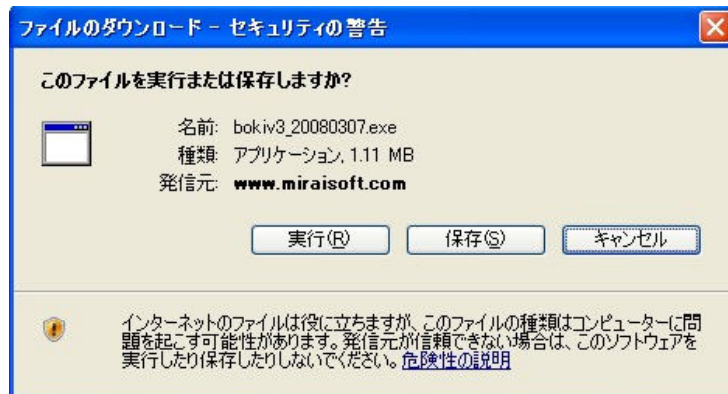 ファイルのダウンロード - セキュリティの警告
このファイルを実行または保存しますか?
名前: bokiv3_20080307.exe
種類: アプリケーション, 1.11 MB
発信元: www.miraisoft.com
実行(R) 保存(S) キャンセル
インターネットのファイルは役に立ちますが、このファイルの種類はコンピューターに問
題を起こす可能性があります。発信元が信頼できない場合は、このソフトウェアを
実行したり保存したりしないでください。危険性の説明